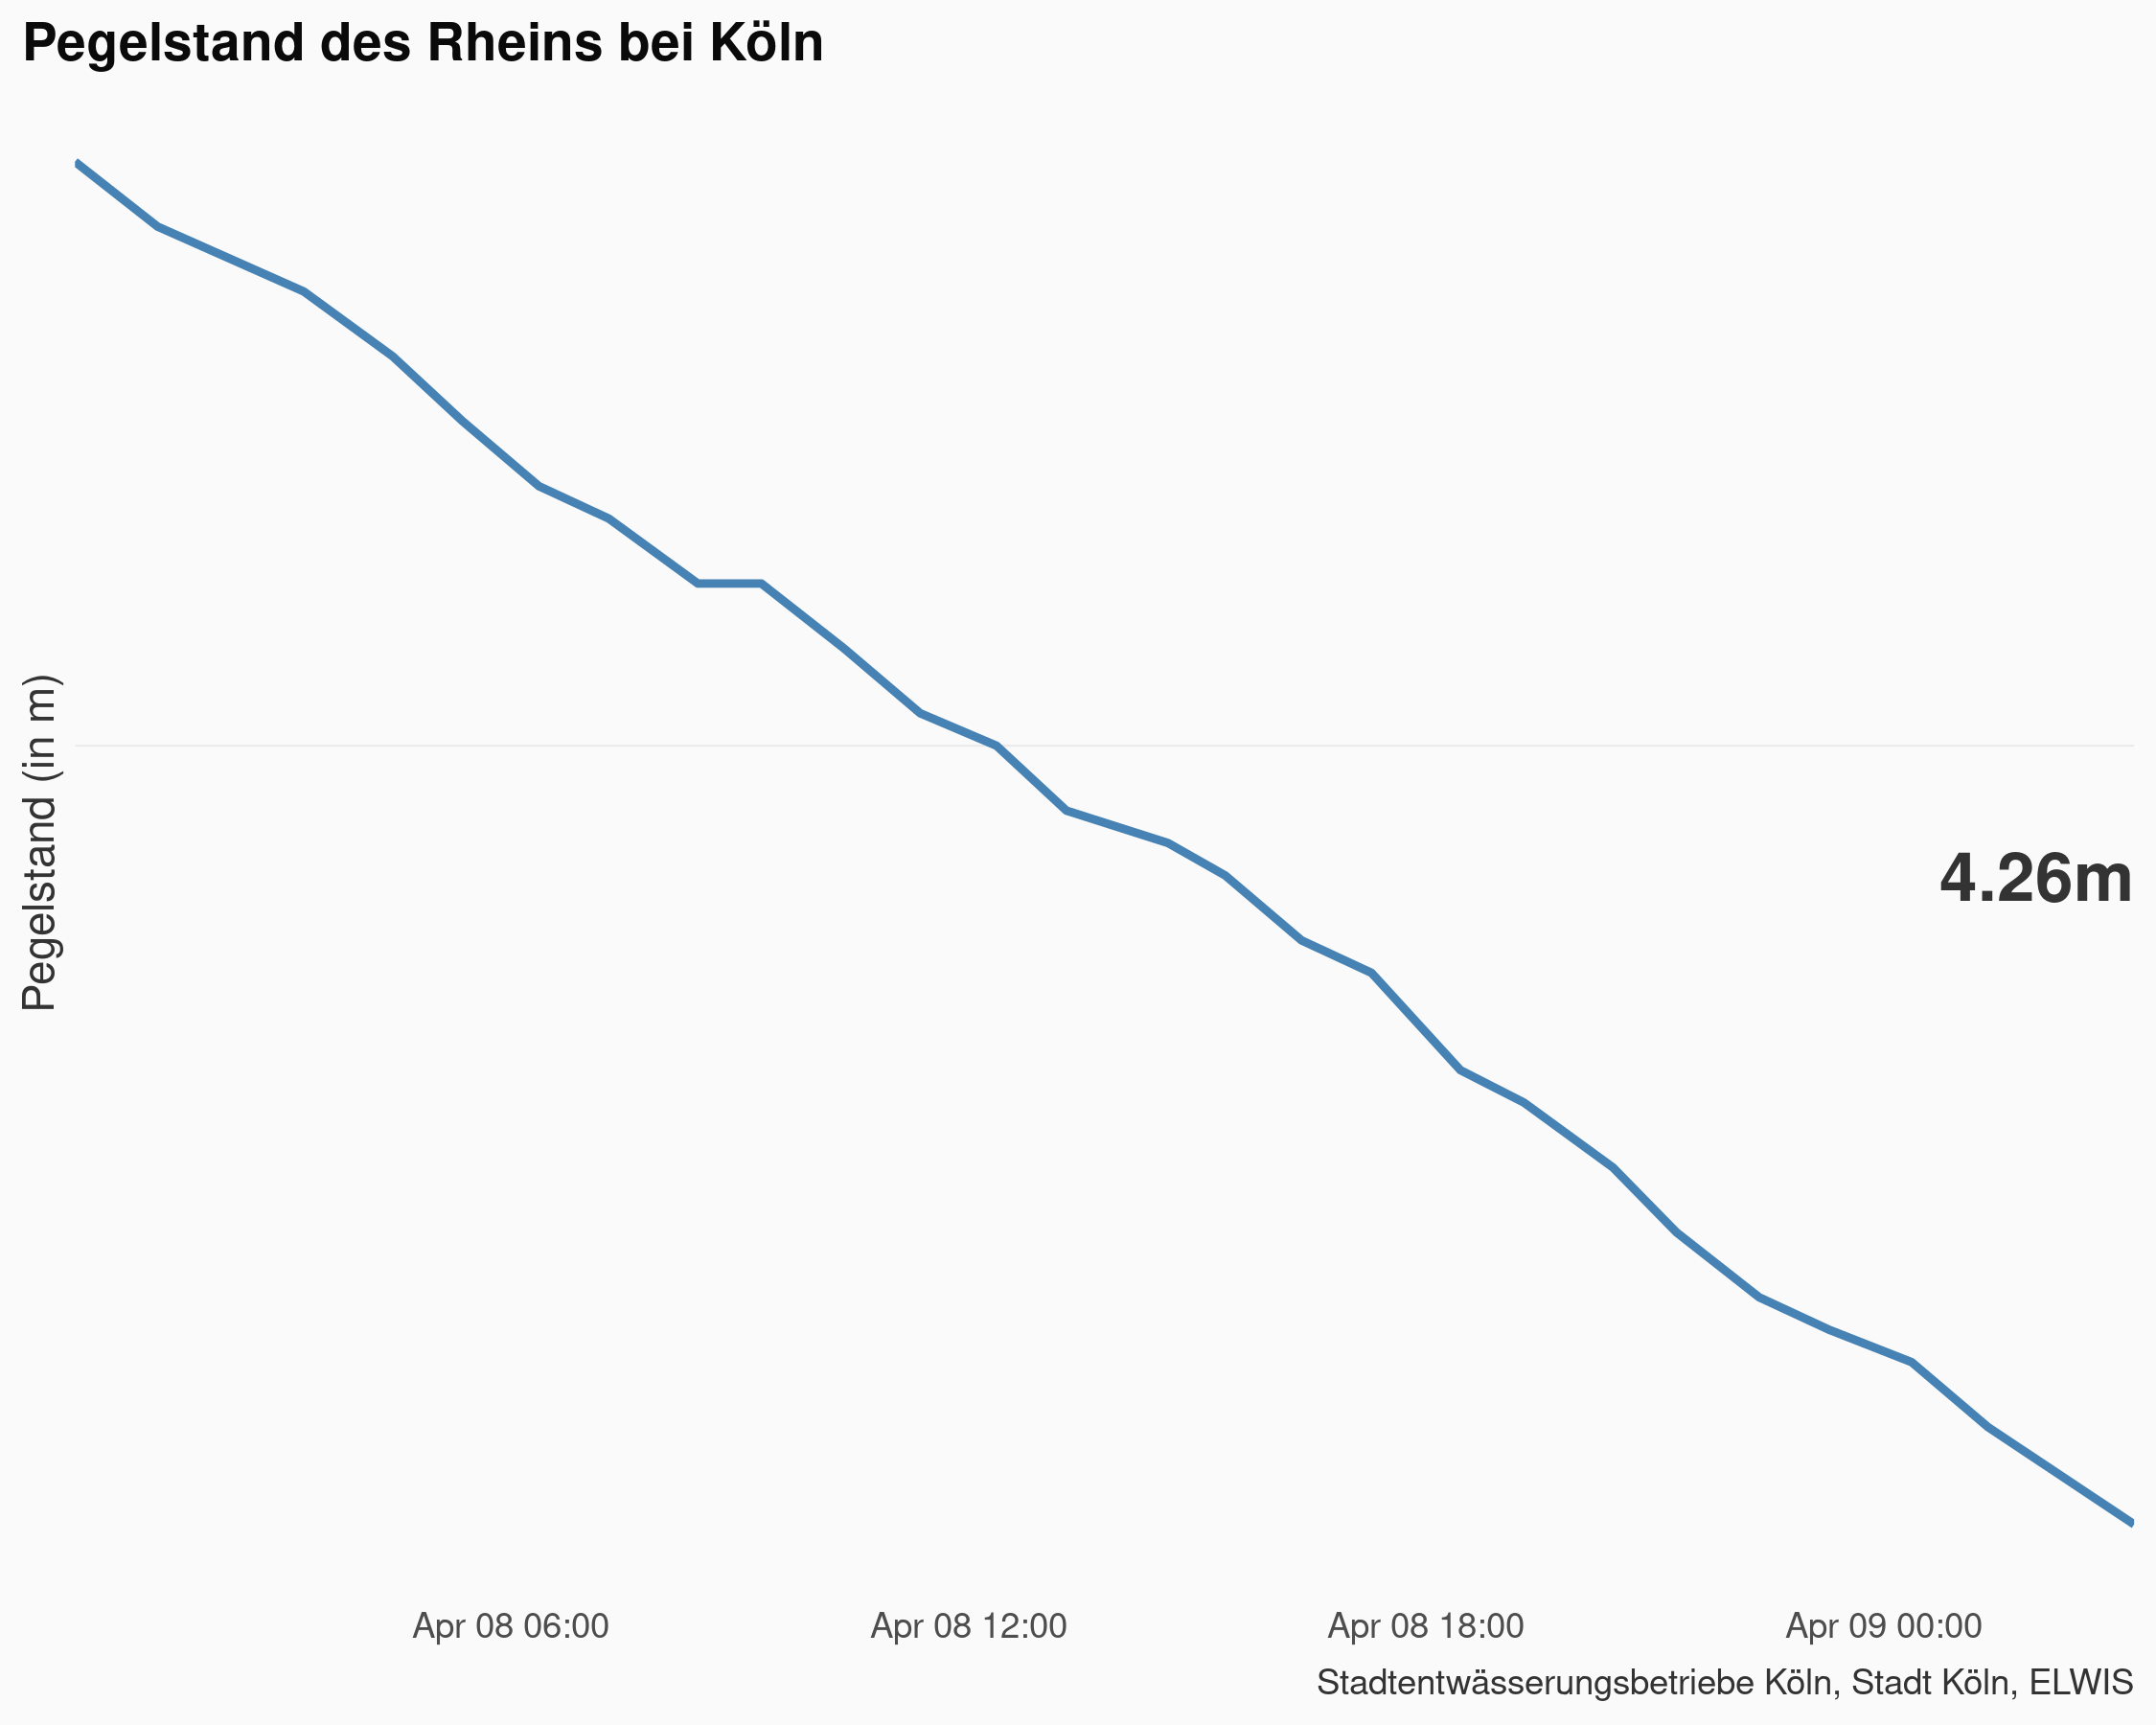 Pegelstand des Rheins bei Köln
Pegelstand (in m)
4.26m
Apr 08 06:00
Apr 08 12:00
Apr 08 18:00
Apr 09 00:00
Stadtentwässerungsbetriebe Köln, Stadt Köln, ELWIS